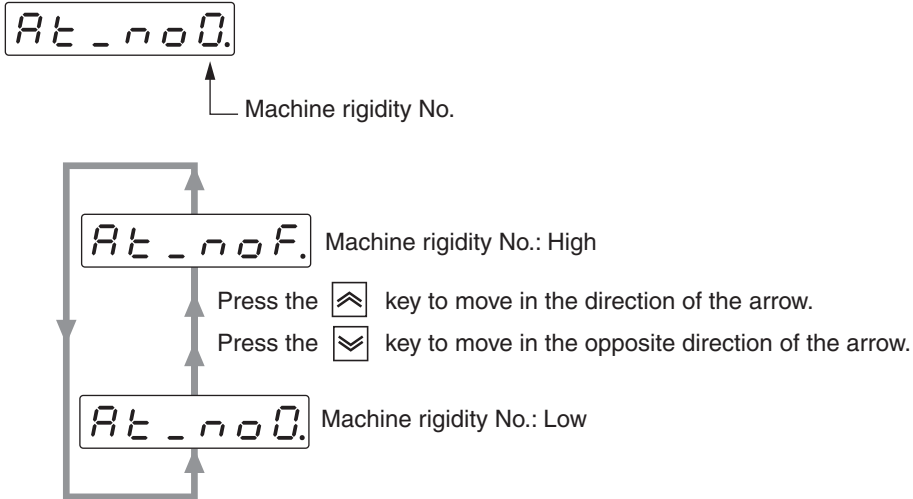 At_no0.
Machine rigidity No.
At_noF. Machine rigidity No.: High
Press the key to move in the direction of the arrow.
Press the key to move in the opposite direction of the arrow.
At_no0. Machine rigidity No.: Low